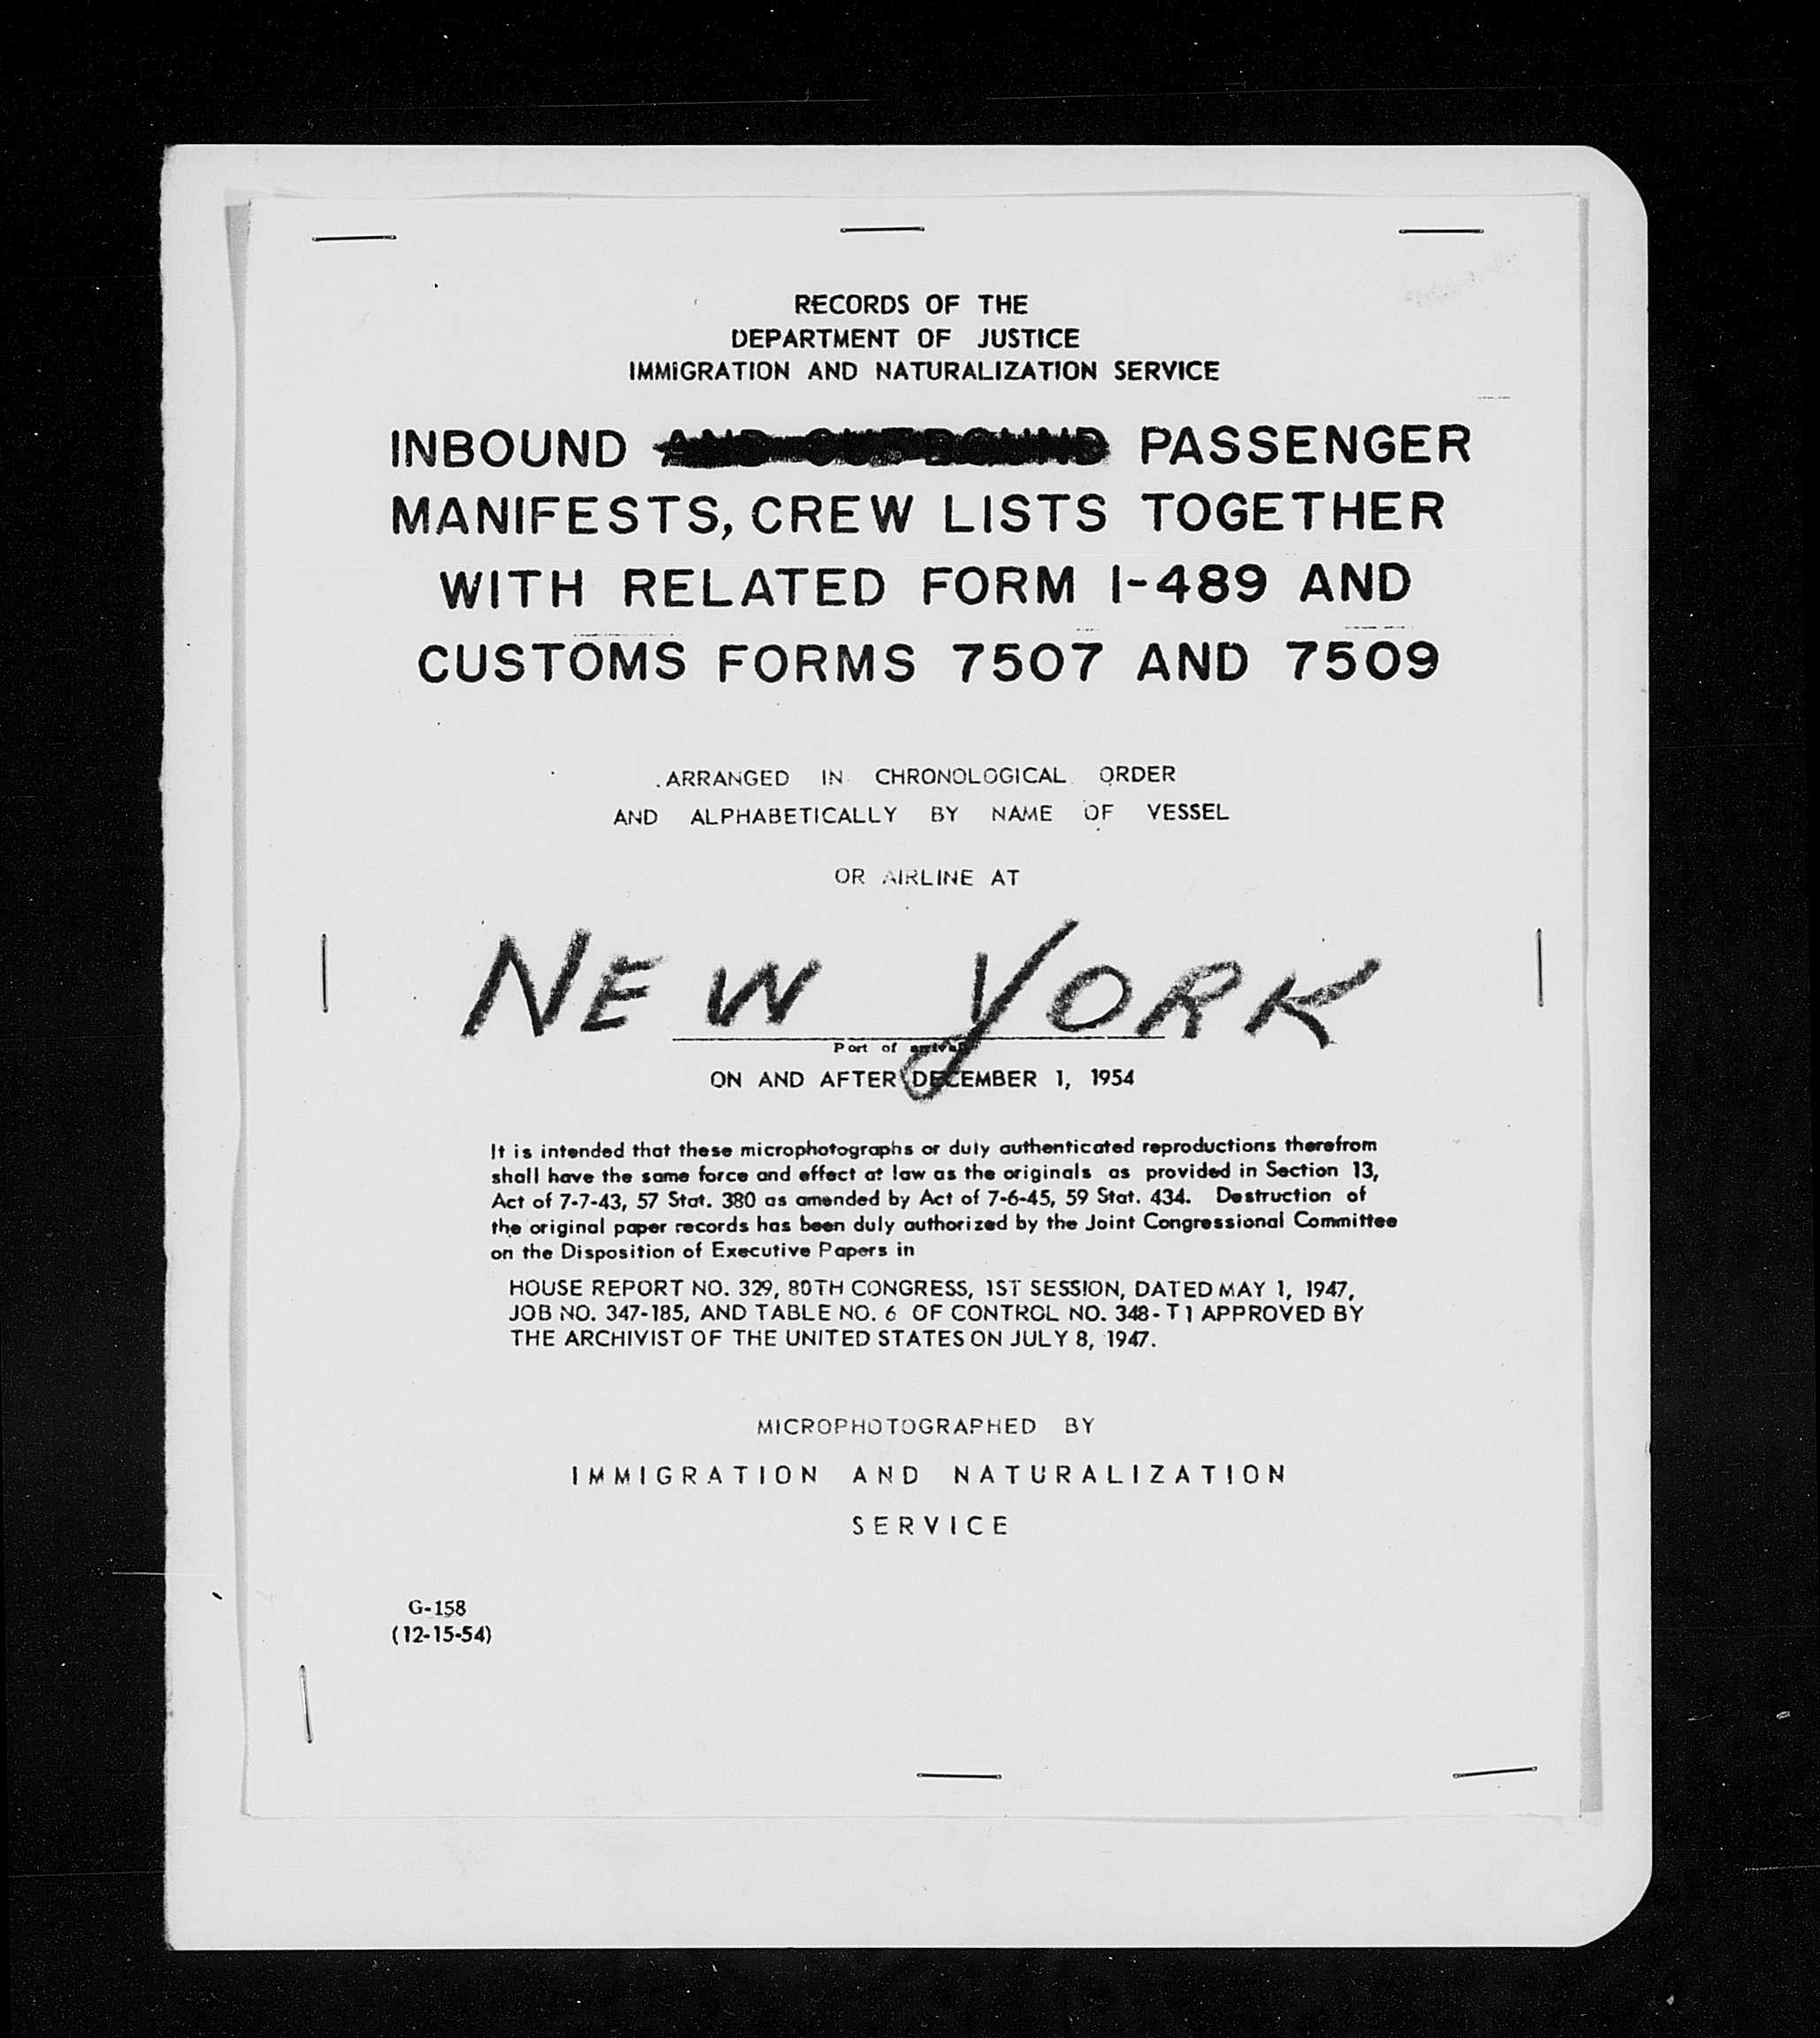 RECORDS OF THE
DEPARTMENT OF JUSTICE
IMMIGRATION AND NATURALIZATION SERVICE
INBOUND AND OUTBOUND PASSENGER
MANIFESTS, CREW LISTS TOGETHER
WITH RELATED FORM I-489 AND
CUSTOMS FORMS 7507 AND 7509
ARRANGED IN CHRONOLOGICAL ORDER
AND ALPHABETICALLY BY NAME OF VESSEL
OR AIRLINE AT
NEW YORK
Port of arrival
ON AND AFTER DECEMBER 1, 1954
It is intended that these microphotographs or duly authenticated reproductions therefrom
shall have the same force and effect at law as the originals as provided in Section 13,
Act of 7-7-43, 57 Stat. 380 as amended by Act of 7-6-45, 59 Stat. 434. Destruction of
the original paper records has been duly authorized by the Joint Congressional Committee
on the Disposition of Executive Papers in
HOUSE REPORT NO. 329, 80TH CONGRESS, 1ST SESSION, DATED MAY 1, 1947,
JOB NO. 347-185, AND TABLE NO. 6 OF CONTROL NO. 348-T1 APPROVED BY
THE ARCHIVIST OF THE UNITED STATES ON JULY 8, 1947.
MICROPHOTOGRAPHED BY
IMMIGRATION AND NATURALIZATION
SERVICE
G-158
(12-15-54)